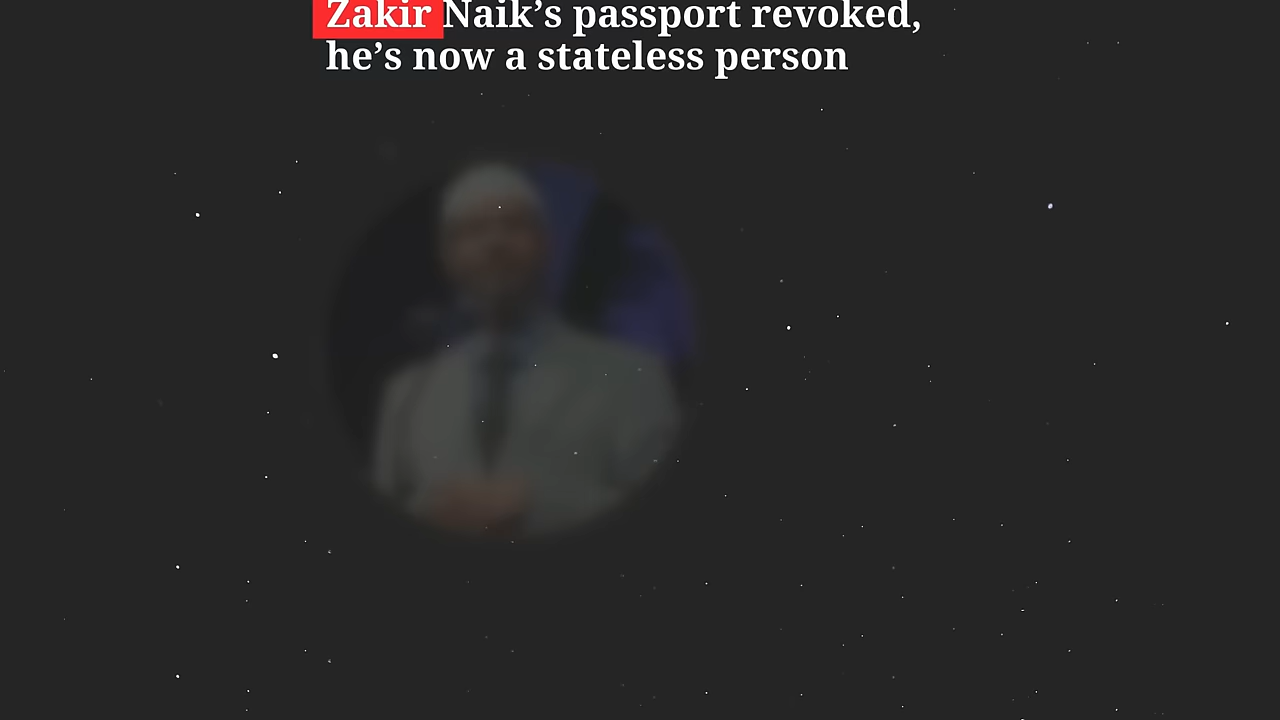 Zakir Naik’s passport revoked,
he’s now a stateless person